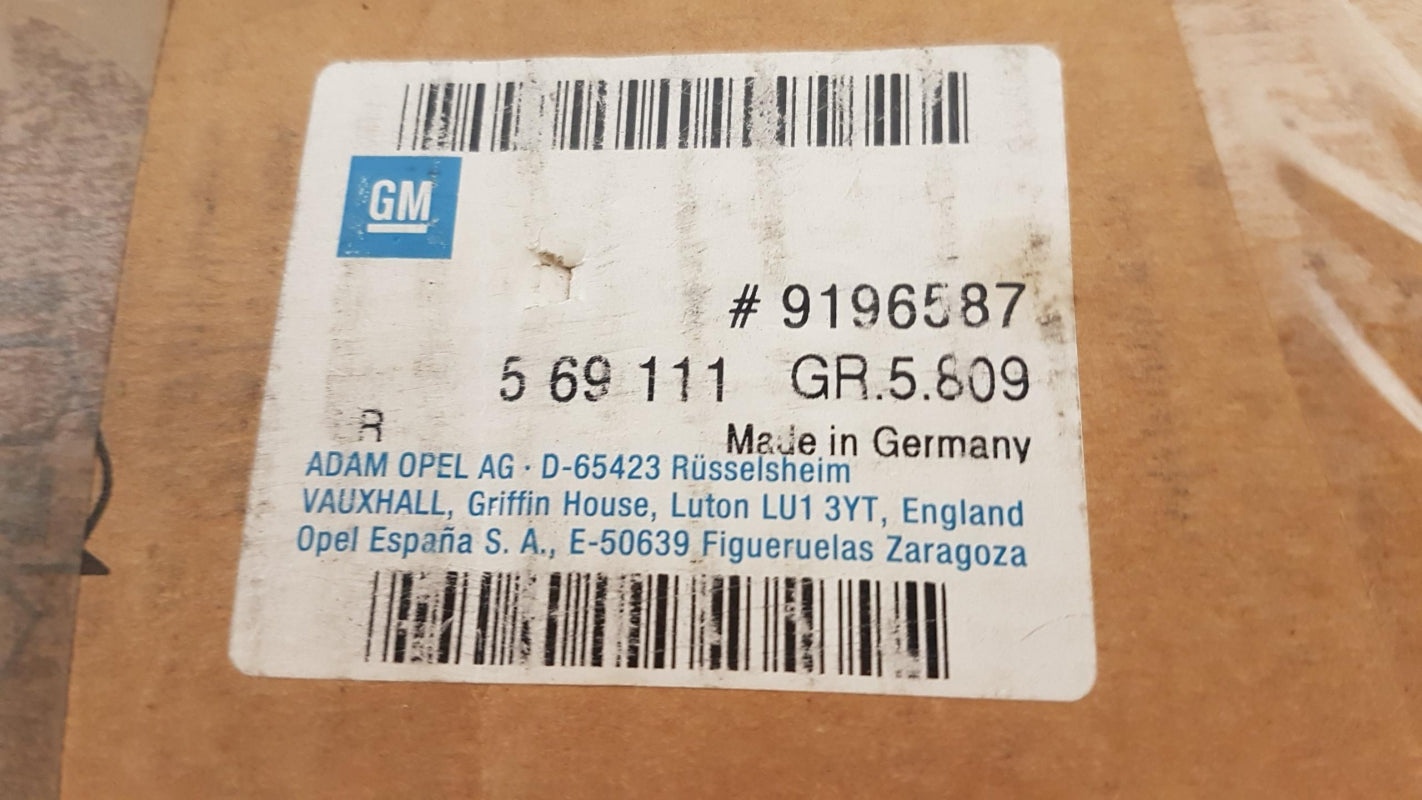 GM
# 9196587
5 69 111 GR.5.809
R
Made in Germany
ADAM OPEL AG · D-65423 Rüsselsheim
VAUXHALL, Griffin House, Luton LU1 3YT, England
Opel España S. A., E-50639 Figueruelas Zaragoza